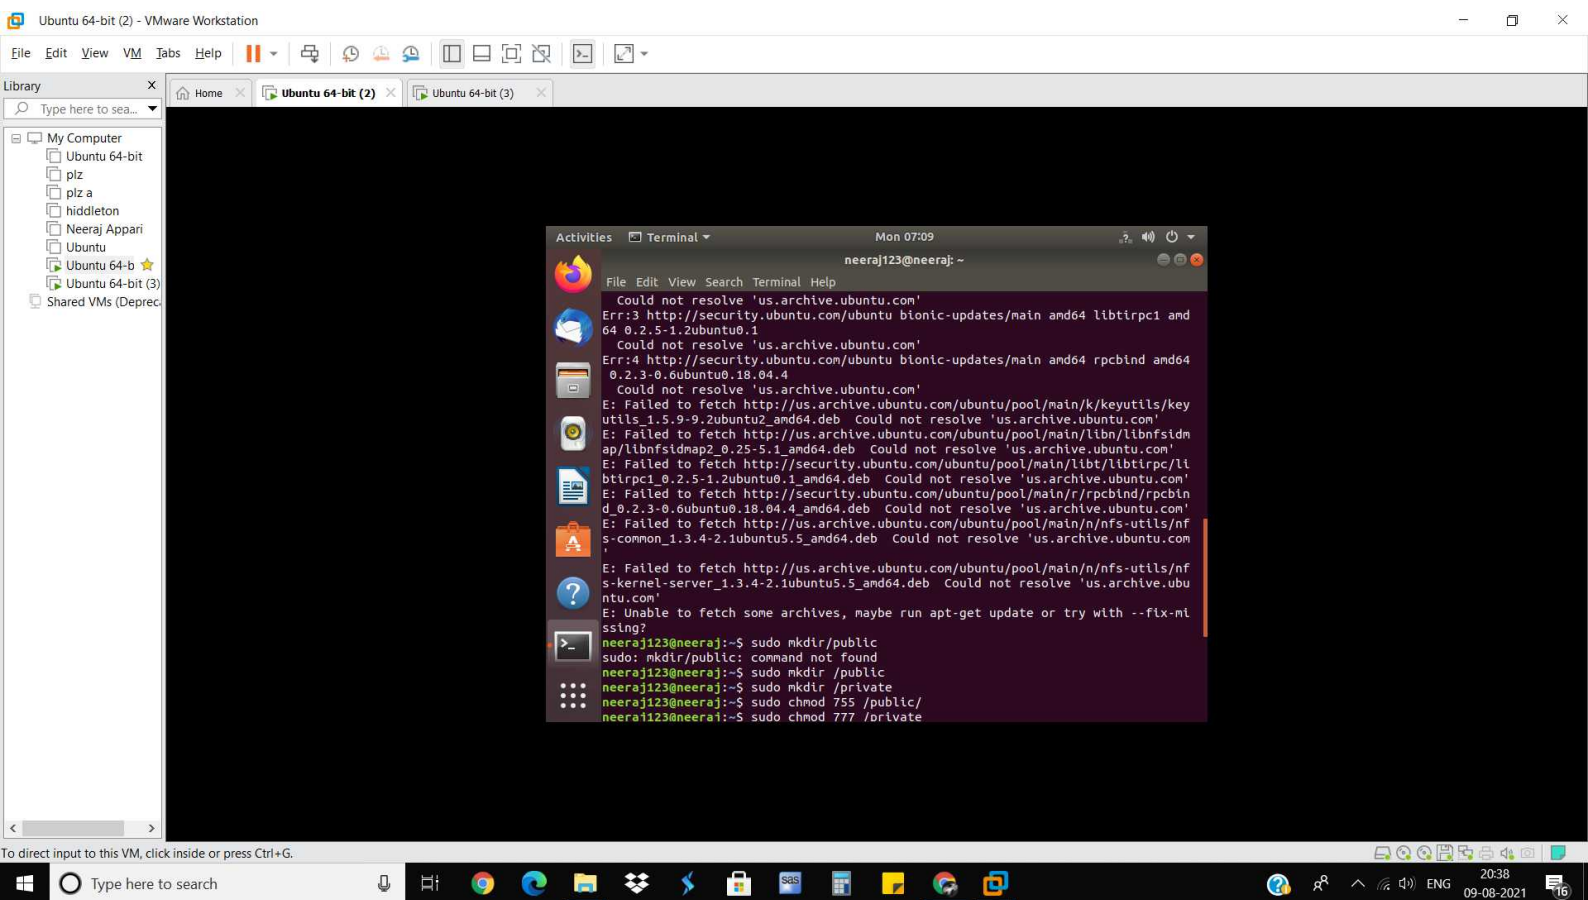 Ubuntu 64-bit (2) - VMware Workstation
File Edit View VM Tabs Help
Library
Type here to sea...
My Computer
Ubuntu 64-bit
plz
plz a
hiddleton
Neeraj Appari
Ubuntu
Ubuntu 64-b
Ubuntu 64-bit (3)
Shared VMs (Depreca
Home
Ubuntu 64-bit (2)
Ubuntu 64-bit (3)
Activities Terminal Mon 07:09
neeraj123@neeraj: ~
File Edit View Search Terminal Help
Could not resolve 'us.archive.ubuntu.com'
Err:3 http://security.ubuntu.com/ubuntu bionic-updates/main amd64 libtirpc1 amd
64 0.2.5-1.2ubuntu0.1
Could not resolve 'us.archive.ubuntu.com'
Err:4 http://security.ubuntu.com/ubuntu bionic-updates/main amd64 rpcbind amd64
0.2.3-0.6ubuntu0.18.04.4
Could not resolve 'us.archive.ubuntu.com'
E: Failed to fetch http://us.archive.ubuntu.com/ubuntu/pool/main/k/keyutils/key
utils_1.5.9-9.2ubuntu2_amd64.deb  Could not resolve 'us.archive.ubuntu.com'
E: Failed to fetch http://us.archive.ubuntu.com/ubuntu/pool/main/libn/libnfsidm
ap/libnfsidmap2_0.25-5.1_amd64.deb  Could not resolve 'us.archive.ubuntu.com'
E: Failed to fetch http://security.ubuntu.com/ubuntu/pool/main/libt/libtirpc/li
btirpc1_0.2.5-1.2ubuntu0.1_amd64.deb  Could not resolve 'us.archive.ubuntu.com'
E: Failed to fetch http://security.ubuntu.com/ubuntu/pool/main/r/rpcbind/rpcbin
d_0.2.3-0.6ubuntu0.18.04.4_amd64.deb  Could not resolve 'us.archive.ubuntu.com'
E: Failed to fetch http://us.archive.ubuntu.com/ubuntu/pool/main/n/nfs-utils/nf
s-common_1.3.4-2.1ubuntu5.5_amd64.deb  Could not resolve 'us.archive.ubuntu.com
'
E: Failed to fetch http://us.archive.ubuntu.com/ubuntu/pool/main/n/nfs-utils/nf
s-kernel-server_1.3.4-2.1ubuntu5.5_amd64.deb  Could not resolve 'us.archive.ubu
ntu.com'
E: Unable to fetch some archives, maybe run apt-get update or try with --fix-mi
ssing?
neeraj123@neeraj:~$ sudo mkdir/public
sudo: mkdir/public: command not found
neeraj123@neeraj:~$ sudo mkdir /public
neeraj123@neeraj:~$ sudo mkdir /private
neeraj123@neeraj:~$ sudo chmod 755 /public/
neeraj123@neeraj:~$ sudo chmod 777 /private
To direct input to this VM, click inside or press Ctrl+G.
Type here to search
sas
ENG
20:38
09-08-2021
16